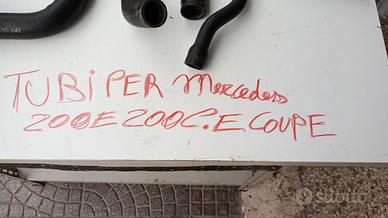 TUBi PER Mercedes
200E 200C.E. COUPE
subito